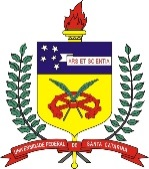 ARS ET SCIENTIA
UNIVERSIDADE FEDERAL DE SANTA CATARINA